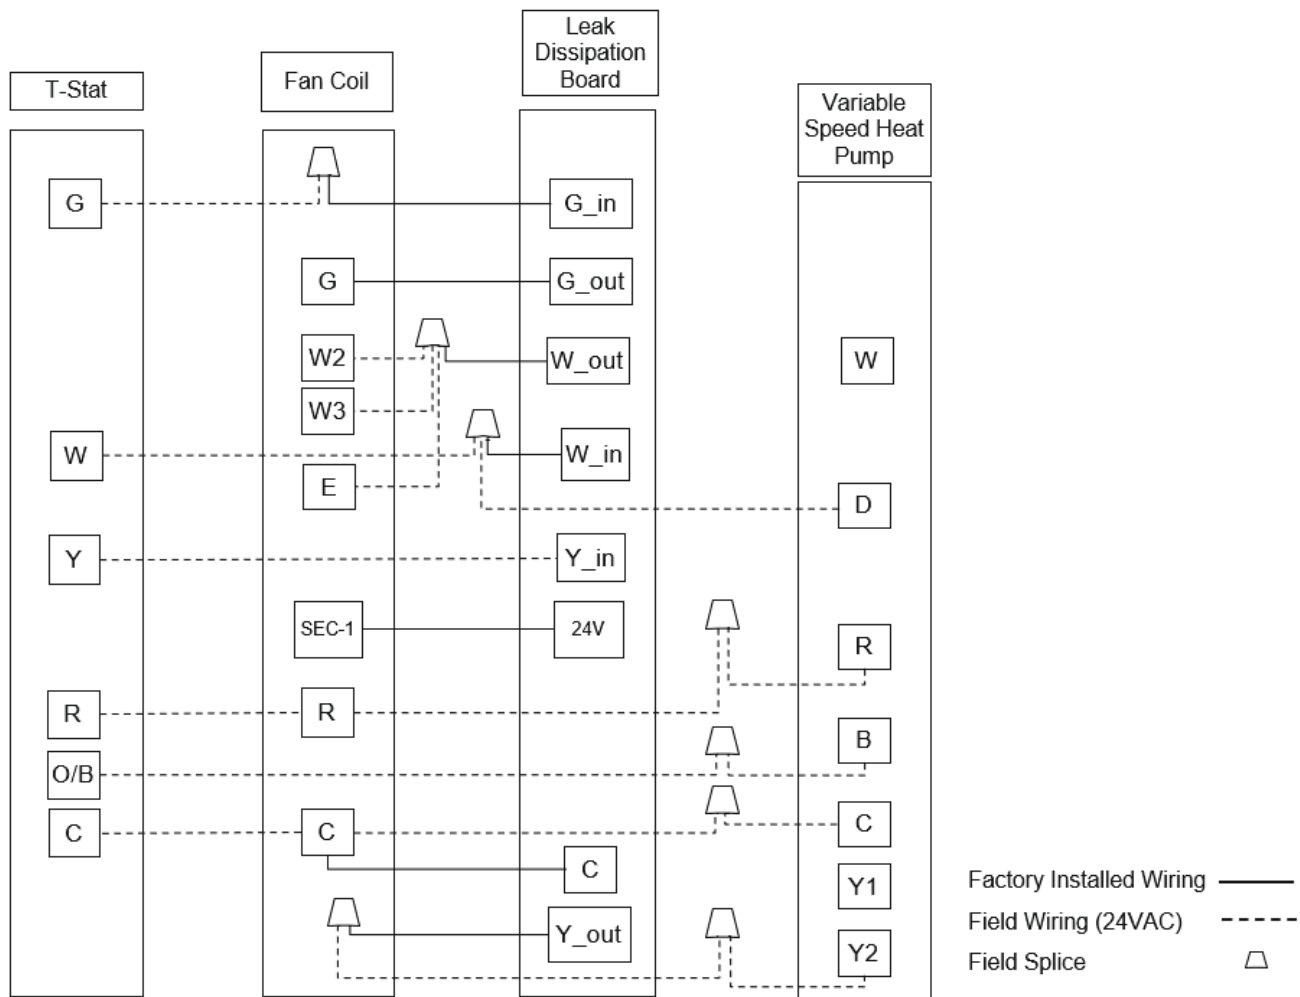 T-Stat
Fan Coil
Leak
Dissipation
Board
Variable
Speed Heat
Pump
G
G_in
G
G_out
W2
W_out
W
W3
W
W_in
E
D
Y
Y_in
SEC-1
24V
R
R
R
O/B
B
C
C
C
C
Y1
Y_out
Y2
Factory Installed Wiring
Field Wiring (24VAC)
Field Splice